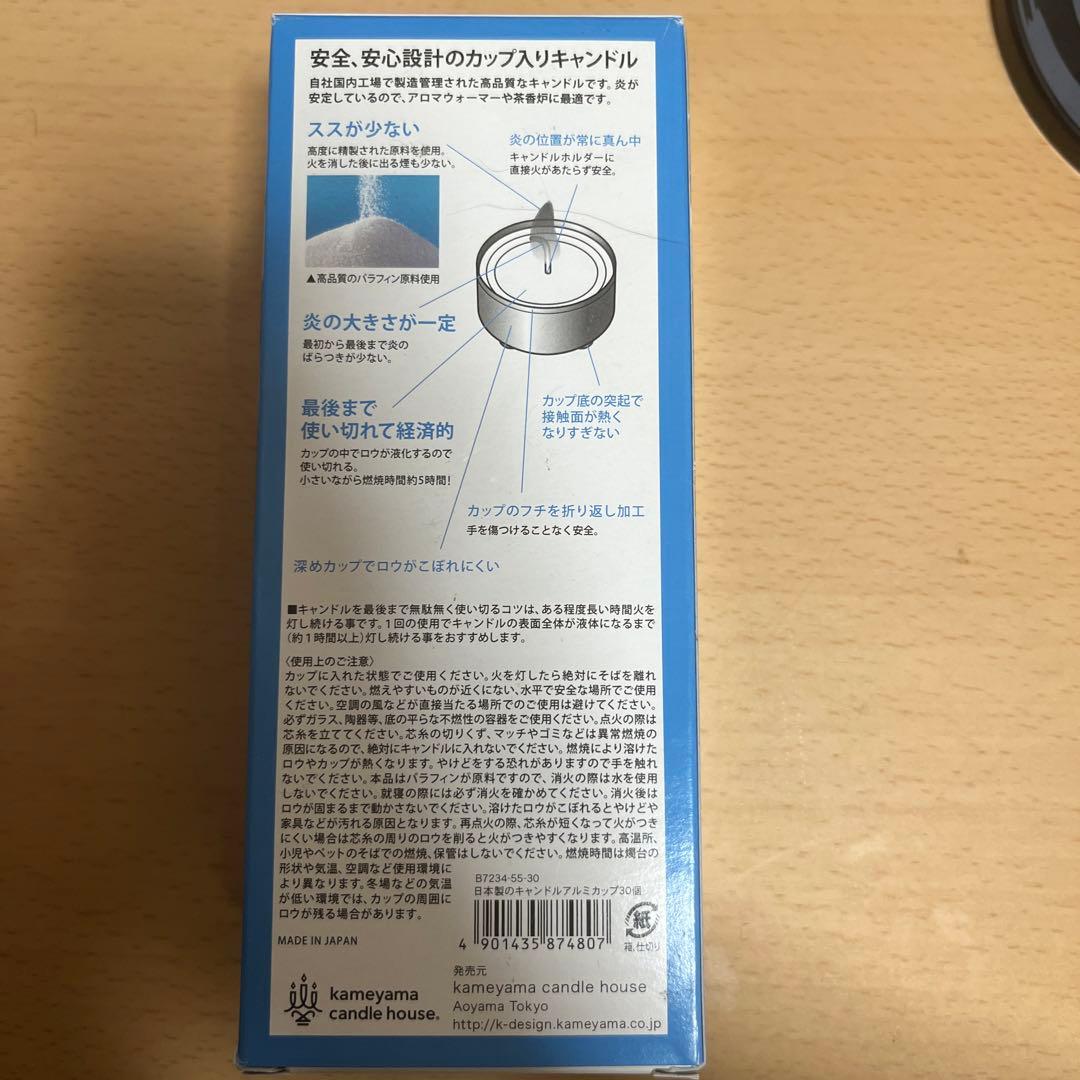 安全、安心設計のカップ入りキャンドル
自社国内工場で製造管理された高品質なキャンドルです。炎が
安定しているので、アロマウォーマーや茶香炉に最適です。
ススが少ない
高度に精製された原料を使用。
火を消した後に出る煙も少ない。
▲高品質のパラフィン原料使用
炎の位置が常に真ん中
キャンドルホルダーに
直接火があたらず安全。
炎の大きさが一定
最初から最後まで炎の
ばらつきが少ない。
最後まで
使い切れて経済的
カップの中でロウが液化するので
使い切れる。
小さいながら燃焼時間約5時間!
カップ底の突起で
接触面が熱く
なりすぎない
カップのフチを折り返し加工
手を傷つけることなく安全。
深めカップでロウがこぼれにくい
■キャンドルを最後まで無駄無く使い切るコツは、ある程度長い時間火を
灯し続ける事です。1回の使用でキャンドルの表面全体が液体になるまで
(約1時間以上)灯し続ける事をおすすめします。
〈使用上のご注意〉
カップに入れた状態でご使用ください。火を灯したら絶対にそばを離れ
ないでください。燃えやすいものが近くにない、水平で安全な場所でご使用
ください。空調の風などが直接当たる場所でのご使用は避けてください。
必ずガラス、陶器等、底の平らな不燃性の容器をご使用ください。点火の際は
芯糸を立ててください。芯糸の切りくず、マッチやゴミなどは異常燃焼の
原因になるので、絶対にキャンドルに入れないでください。燃焼により溶けた
ロウやカップが熱くなります。やけどをする恐れがありますので手を触れ
ないでください。本品はパラフィンが原料ですので、消火の際は水を使用
しないでください。就寝の際には必ず消火を確かめてください。消火後は
ロウが固まるまで動かさないでください。溶けたロウがこぼれるとやけどや
家具などが汚れる原因となります。再点火の際、芯糸が短くなって火がつき
にくい場合は芯糸の周りのロウを削ると火がつきやすくなります。高温所、
小児やペットのそばでの燃焼、保管はしないでください。燃焼時間は燭台の
形状や気温、空調など使用環境に
より異なります。冬場などの気温
が低い環境では、カップの周囲に
ロウが残る場合があります。
B7234-55-30
日本製のキャンドルアルミカップ30個
4 901435 874807
紙
箱、仕切り
MADE IN JAPAN
kameyama
candle house®
発売元
kameyama candle house
Aoyama Tokyo
http://k-design.kameyama.co.jp